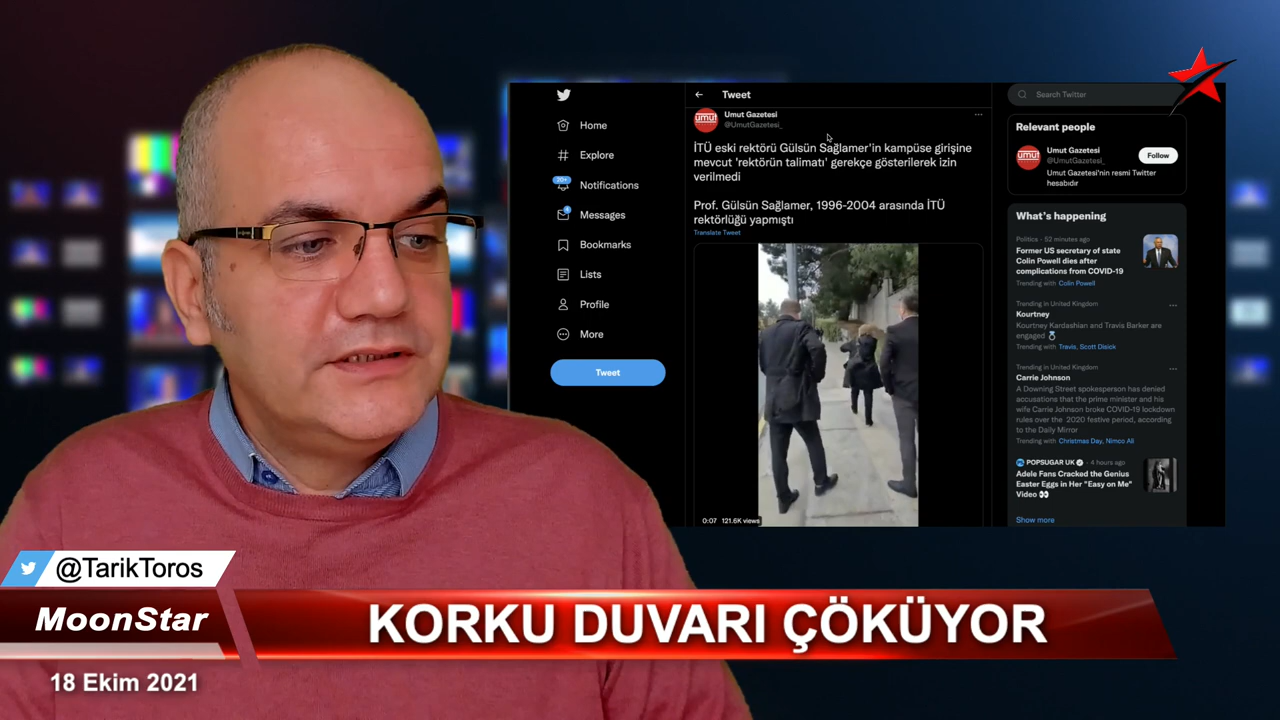 Home
Explore
20+
Notifications
Messages
Bookmarks
Lists
Profile
More
Tweet
Tweet
umut
Umut Gazetesi
@UmutGazetesi_
İTÜ eski rektörü Gülsün Sağlamer'in kampüse girişine
mevcut 'rektörün talimatı' gerekçe gösterilerek izin
verilmedi
Prof. Gülsün Sağlamer, 1996-2004 arasında İTÜ
rektörlüğü yapmıştı
Translate Tweet
0:07 121.6K views
Search Twitter
Relevant people
umut
Umut Gazetesi
@UmutGazetesi_
Follow
Umut Gazetesi'nin resmi Twitter
hesabıdır
What's happening
Politics · 52 minutes ago
Former US secretary of state
Colin Powell dies after
complications from COVID-19
Trending with Colin Powell
Trending in United Kingdom
Kourtney
Kourtney Kardashian and Travis Barker are
engaged
Trending with Travis, Scott Disick
Trending in United Kingdom
Carrie Johnson
A Downing Street spokesperson has denied
accusations that the prime minister and his
wife Carrie Johnson broke COVID-19 lockdown
rules over the 2020 festive period, according
to the Daily Mirror
Trending with Christmas Day, Nimco Ali
POPSUGAR UK · 4 hours ago
Adele Fans Cracked the Genius
Easter Eggs in Her "Easy on Me"
Video 👀
Show more
@TarikToros
MoonStar
KORKU DUVARI ÇÖKÜYOR
18 Ekim 2021